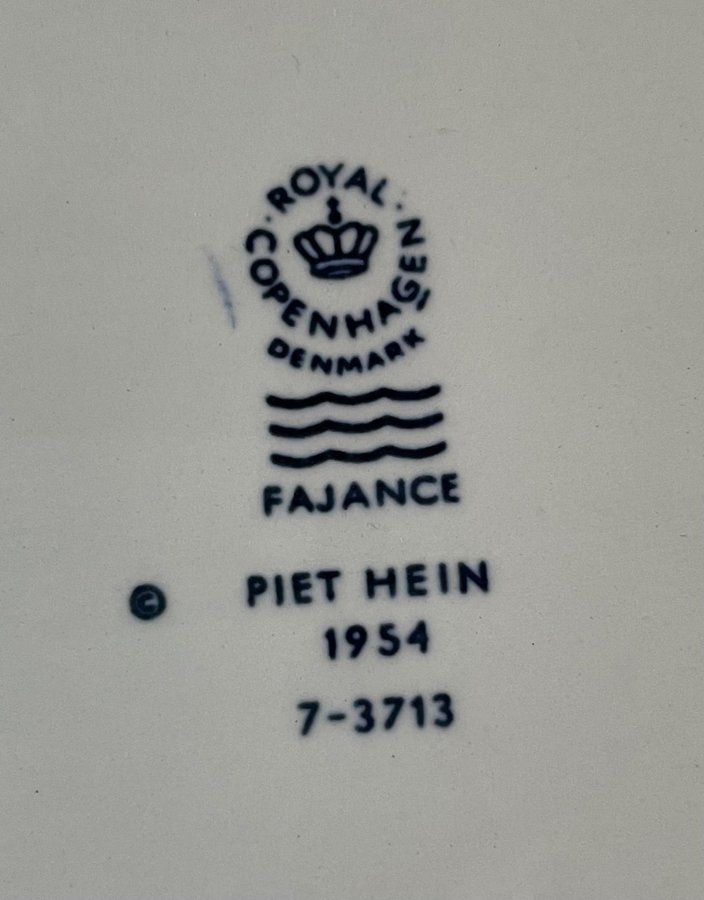 ROYAL
COPENHAGEN
DENMARK
FAJANCE
© PIET HEIN
1954
7-3713